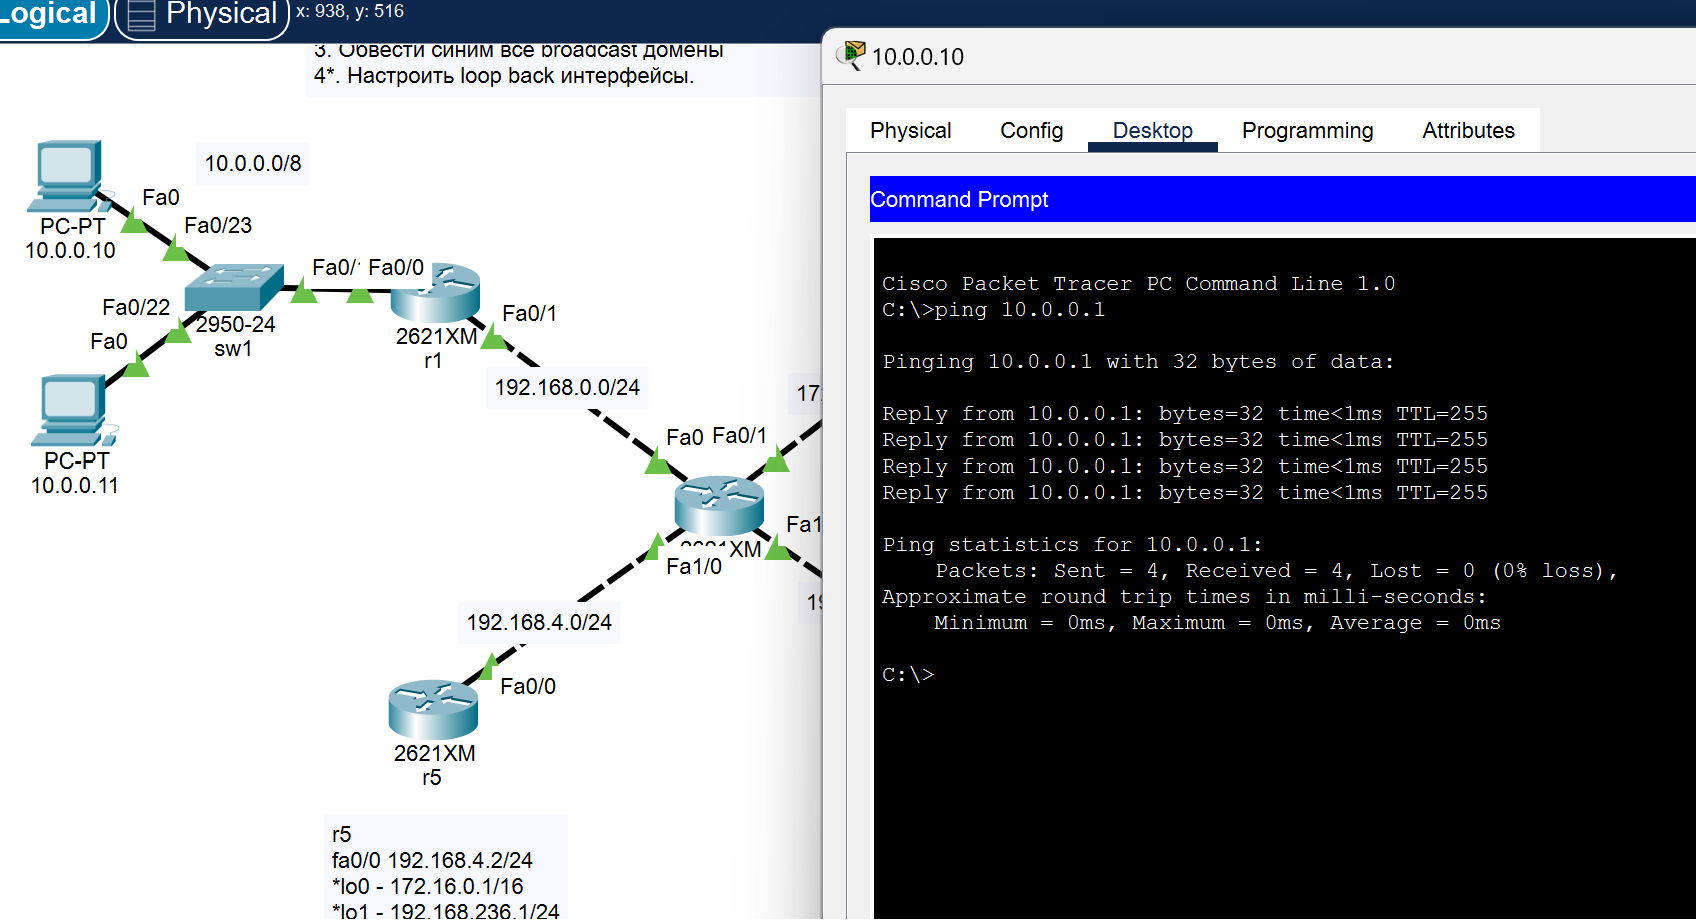 Logical
Physical
x: 938, y: 516
3. Обвести синим все broadcast домены
4*. Настроить loop back интерфейсы.
10.0.0.0/8
Fa0
PC-PT
10.0.0.10
Fa0/23
Fa0/ Fa0/0
Fa0/22
Fa0
2950-24
sw1
2621XM
r1
Fa0/1
192.168.0.0/24
PC-PT
10.0.0.11
17
Fa0 Fa0/1
Fa1
2621XM
Fa1/0
192.168.4.0/24
19
Fa0/0
2621XM
r5
r5
fa0/0 192.168.4.2/24
*lo0 - 172.16.0.1/16
*lo1 - 192.168.236.1/24
10.0.0.10
Physical
Config
Desktop
Programming
Attributes
Command Prompt
Cisco Packet Tracer PC Command Line 1.0
C:\>ping 10.0.0.1
Pinging 10.0.0.1 with 32 bytes of data:
Reply from 10.0.0.1: bytes=32 time<1ms TTL=255
Reply from 10.0.0.1: bytes=32 time<1ms TTL=255
Reply from 10.0.0.1: bytes=32 time<1ms TTL=255
Reply from 10.0.0.1: bytes=32 time<1ms TTL=255
Ping statistics for 10.0.0.1:
Packets: Sent = 4, Received = 4, Lost = 0 (0% loss),
Approximate round trip times in milli-seconds:
Minimum = 0ms, Maximum = 0ms, Average = 0ms
C:\>